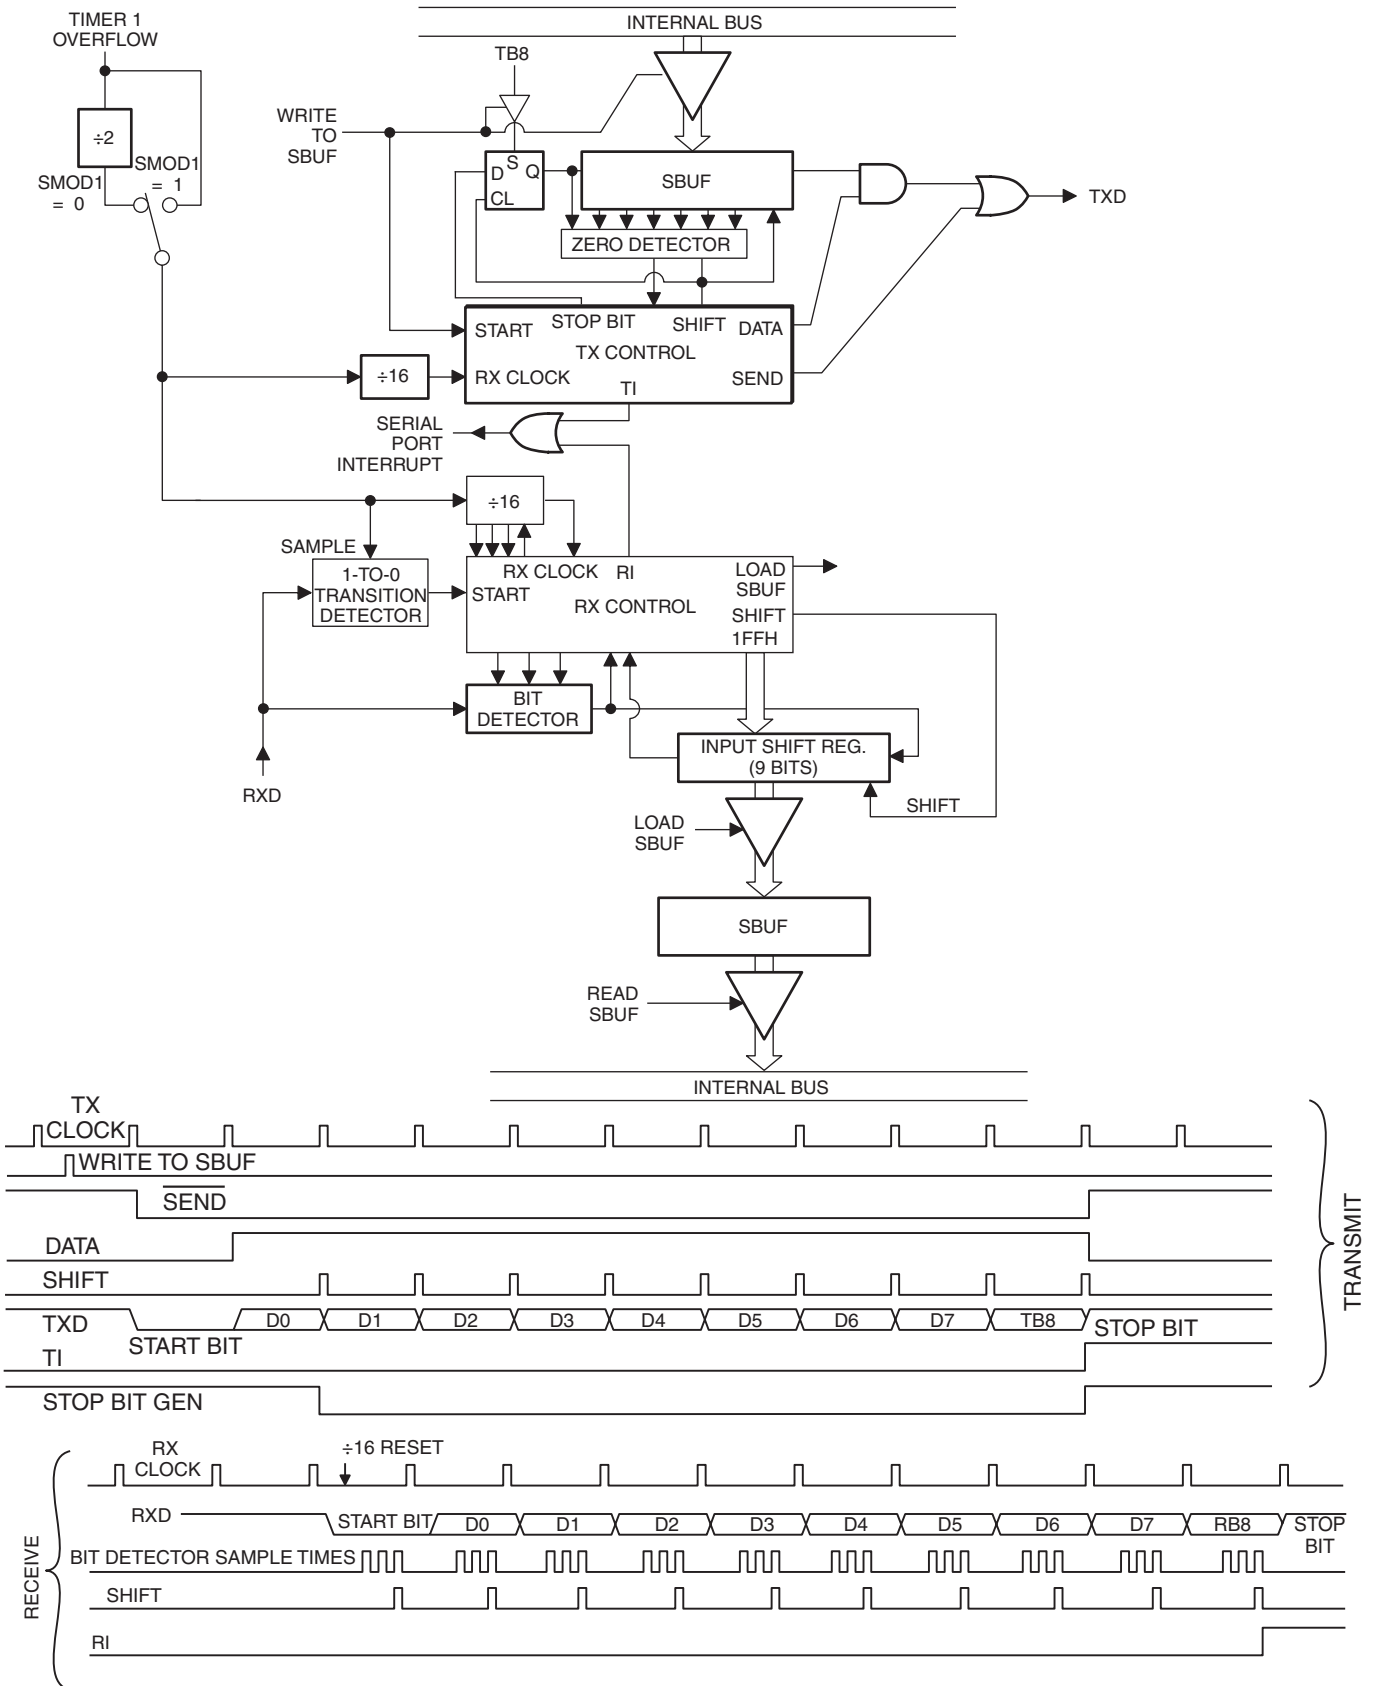 TIMER 1
OVERFLOW
INTERNAL BUS
TB8
WRITE
TO
SBUF
÷2
SMOD1
= 1
SMOD1
= 0
D
S
Q
CL
SBUF
TXD
ZERO DETECTOR
START
STOP BIT
SHIFT
DATA
TX CONTROL
÷16
RX CLOCK
TI
SEND
SERIAL
PORT
INTERRUPT
÷16
SAMPLE
1-TO-0
TRANSITION
DETECTOR
RX CLOCK
RI
LOAD
SBUF
START
RX CONTROL
SHIFT
1FFH
BIT
DETECTOR
INPUT SHIFT REG.
(9 BITS)
RXD
SHIFT
LOAD
SBUF
SBUF
READ
SBUF
INTERNAL BUS
TX
CLOCK
WRITE TO SBUF
SEND
DATA
SHIFT
TXD
START BIT
D0
D1
D2
D3
D4
D5
D6
D7
TB8
STOP BIT
TI
STOP BIT GEN
TRANSMIT
RX
CLOCK
÷16 RESET
RXD
START BIT
D0
D1
D2
D3
D4
D5
D6
D7
RB8
STOP
BIT
BIT DETECTOR SAMPLE TIMES
SHIFT
RI
RECEIVE